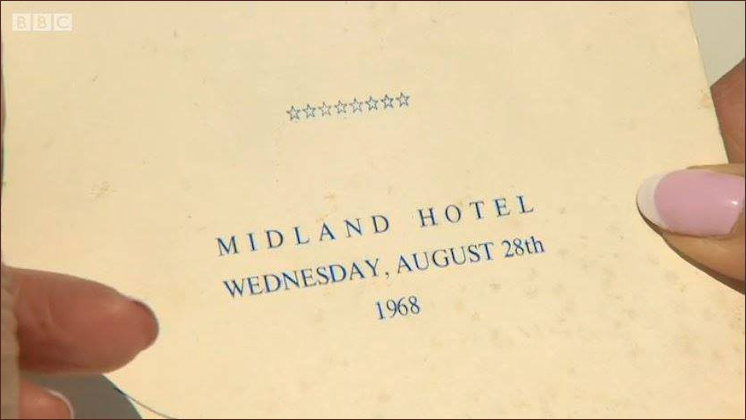 BBC
☆☆☆☆☆☆☆☆
MIDLAND HOTEL
WEDNESDAY, AUGUST 28th
1968